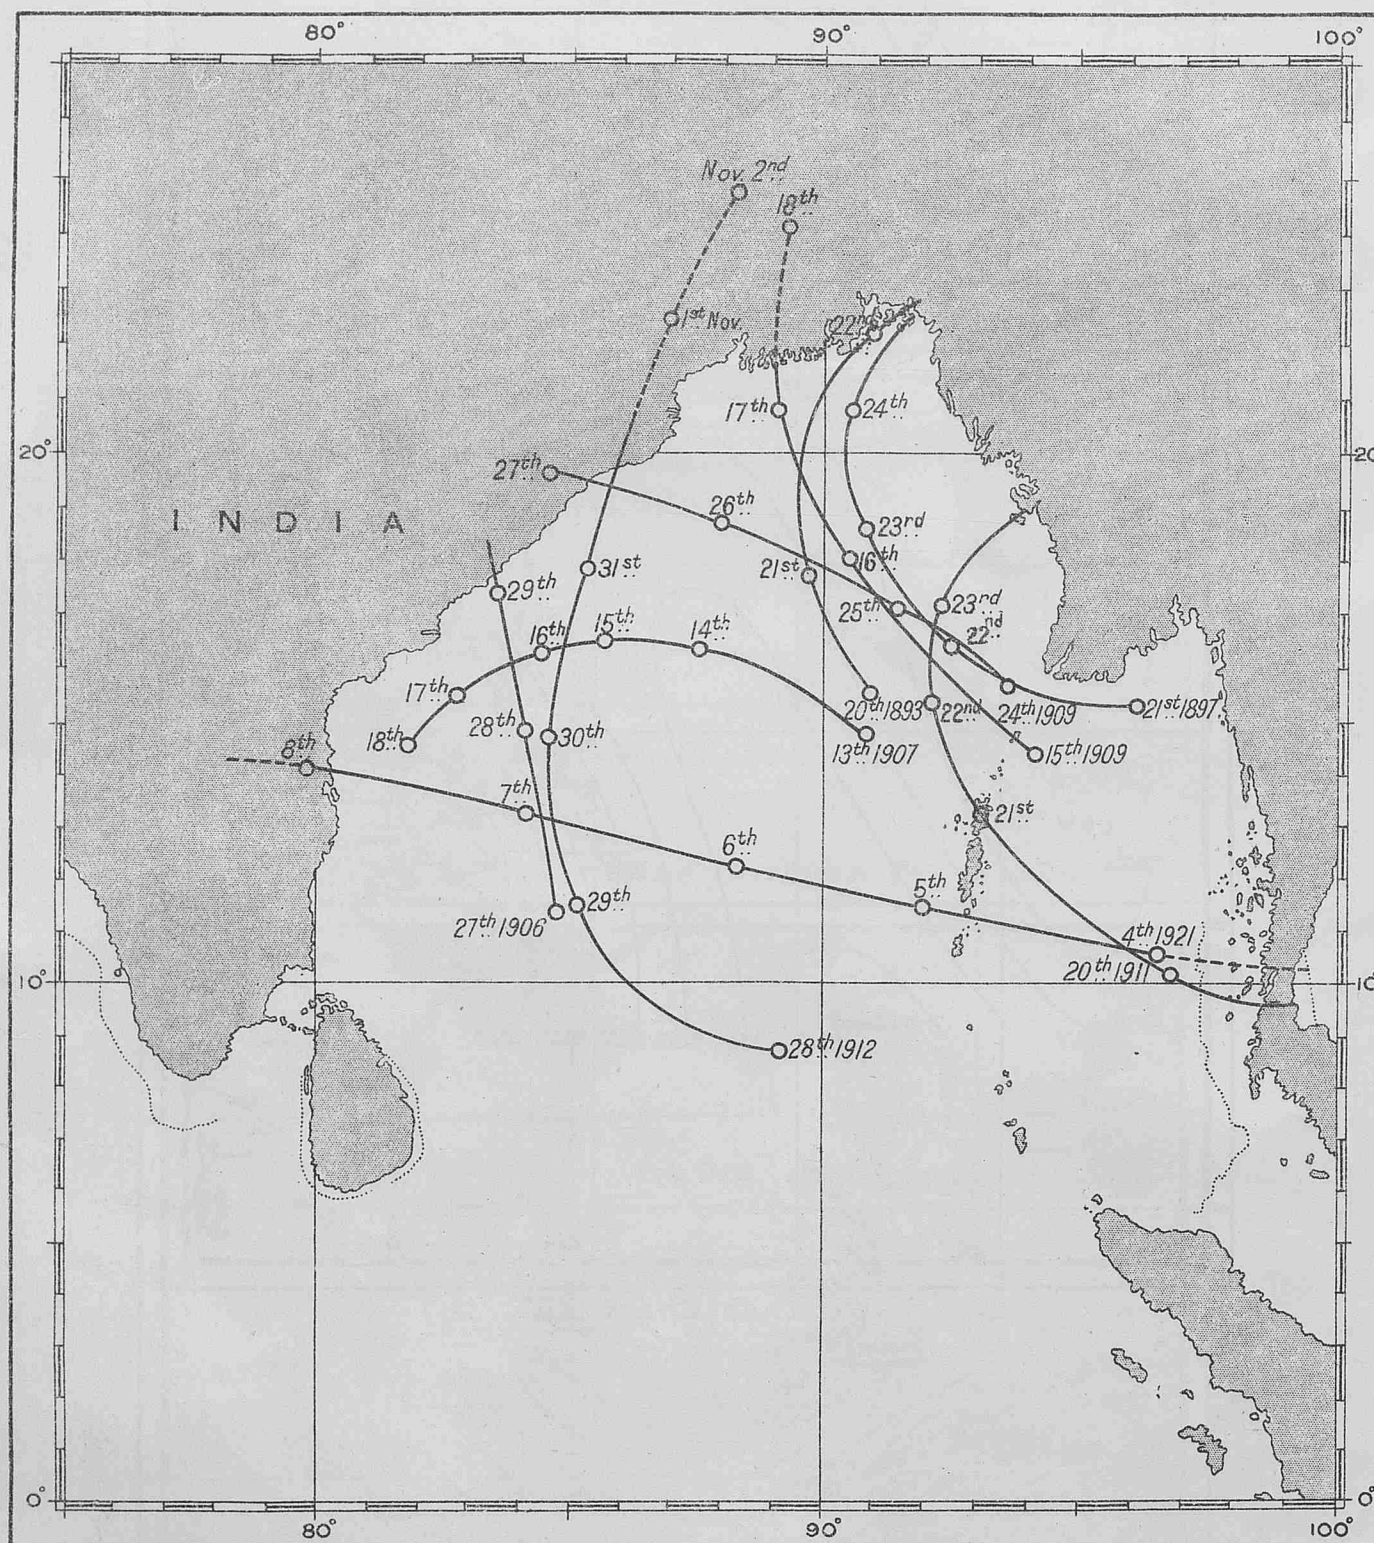 80° 90° 100°
Nov. 2nd
18th
1st Nov.
22nd
17th
24th
20° 20
27th
26th
INDIA
23rd
31st
16th
21st
29th
25th
23rd
22nd
15th
16th
14th
17th
20th 1893
22nd
24th 1909
21st 1897
28th
30th
18th
13th 1907
15th 1909
8th
7th
21st
6th
5th
29th
27th 1906
4th 1921
20th 1911
10° 10
28th 1912
0° 0°
80° 90° 100°